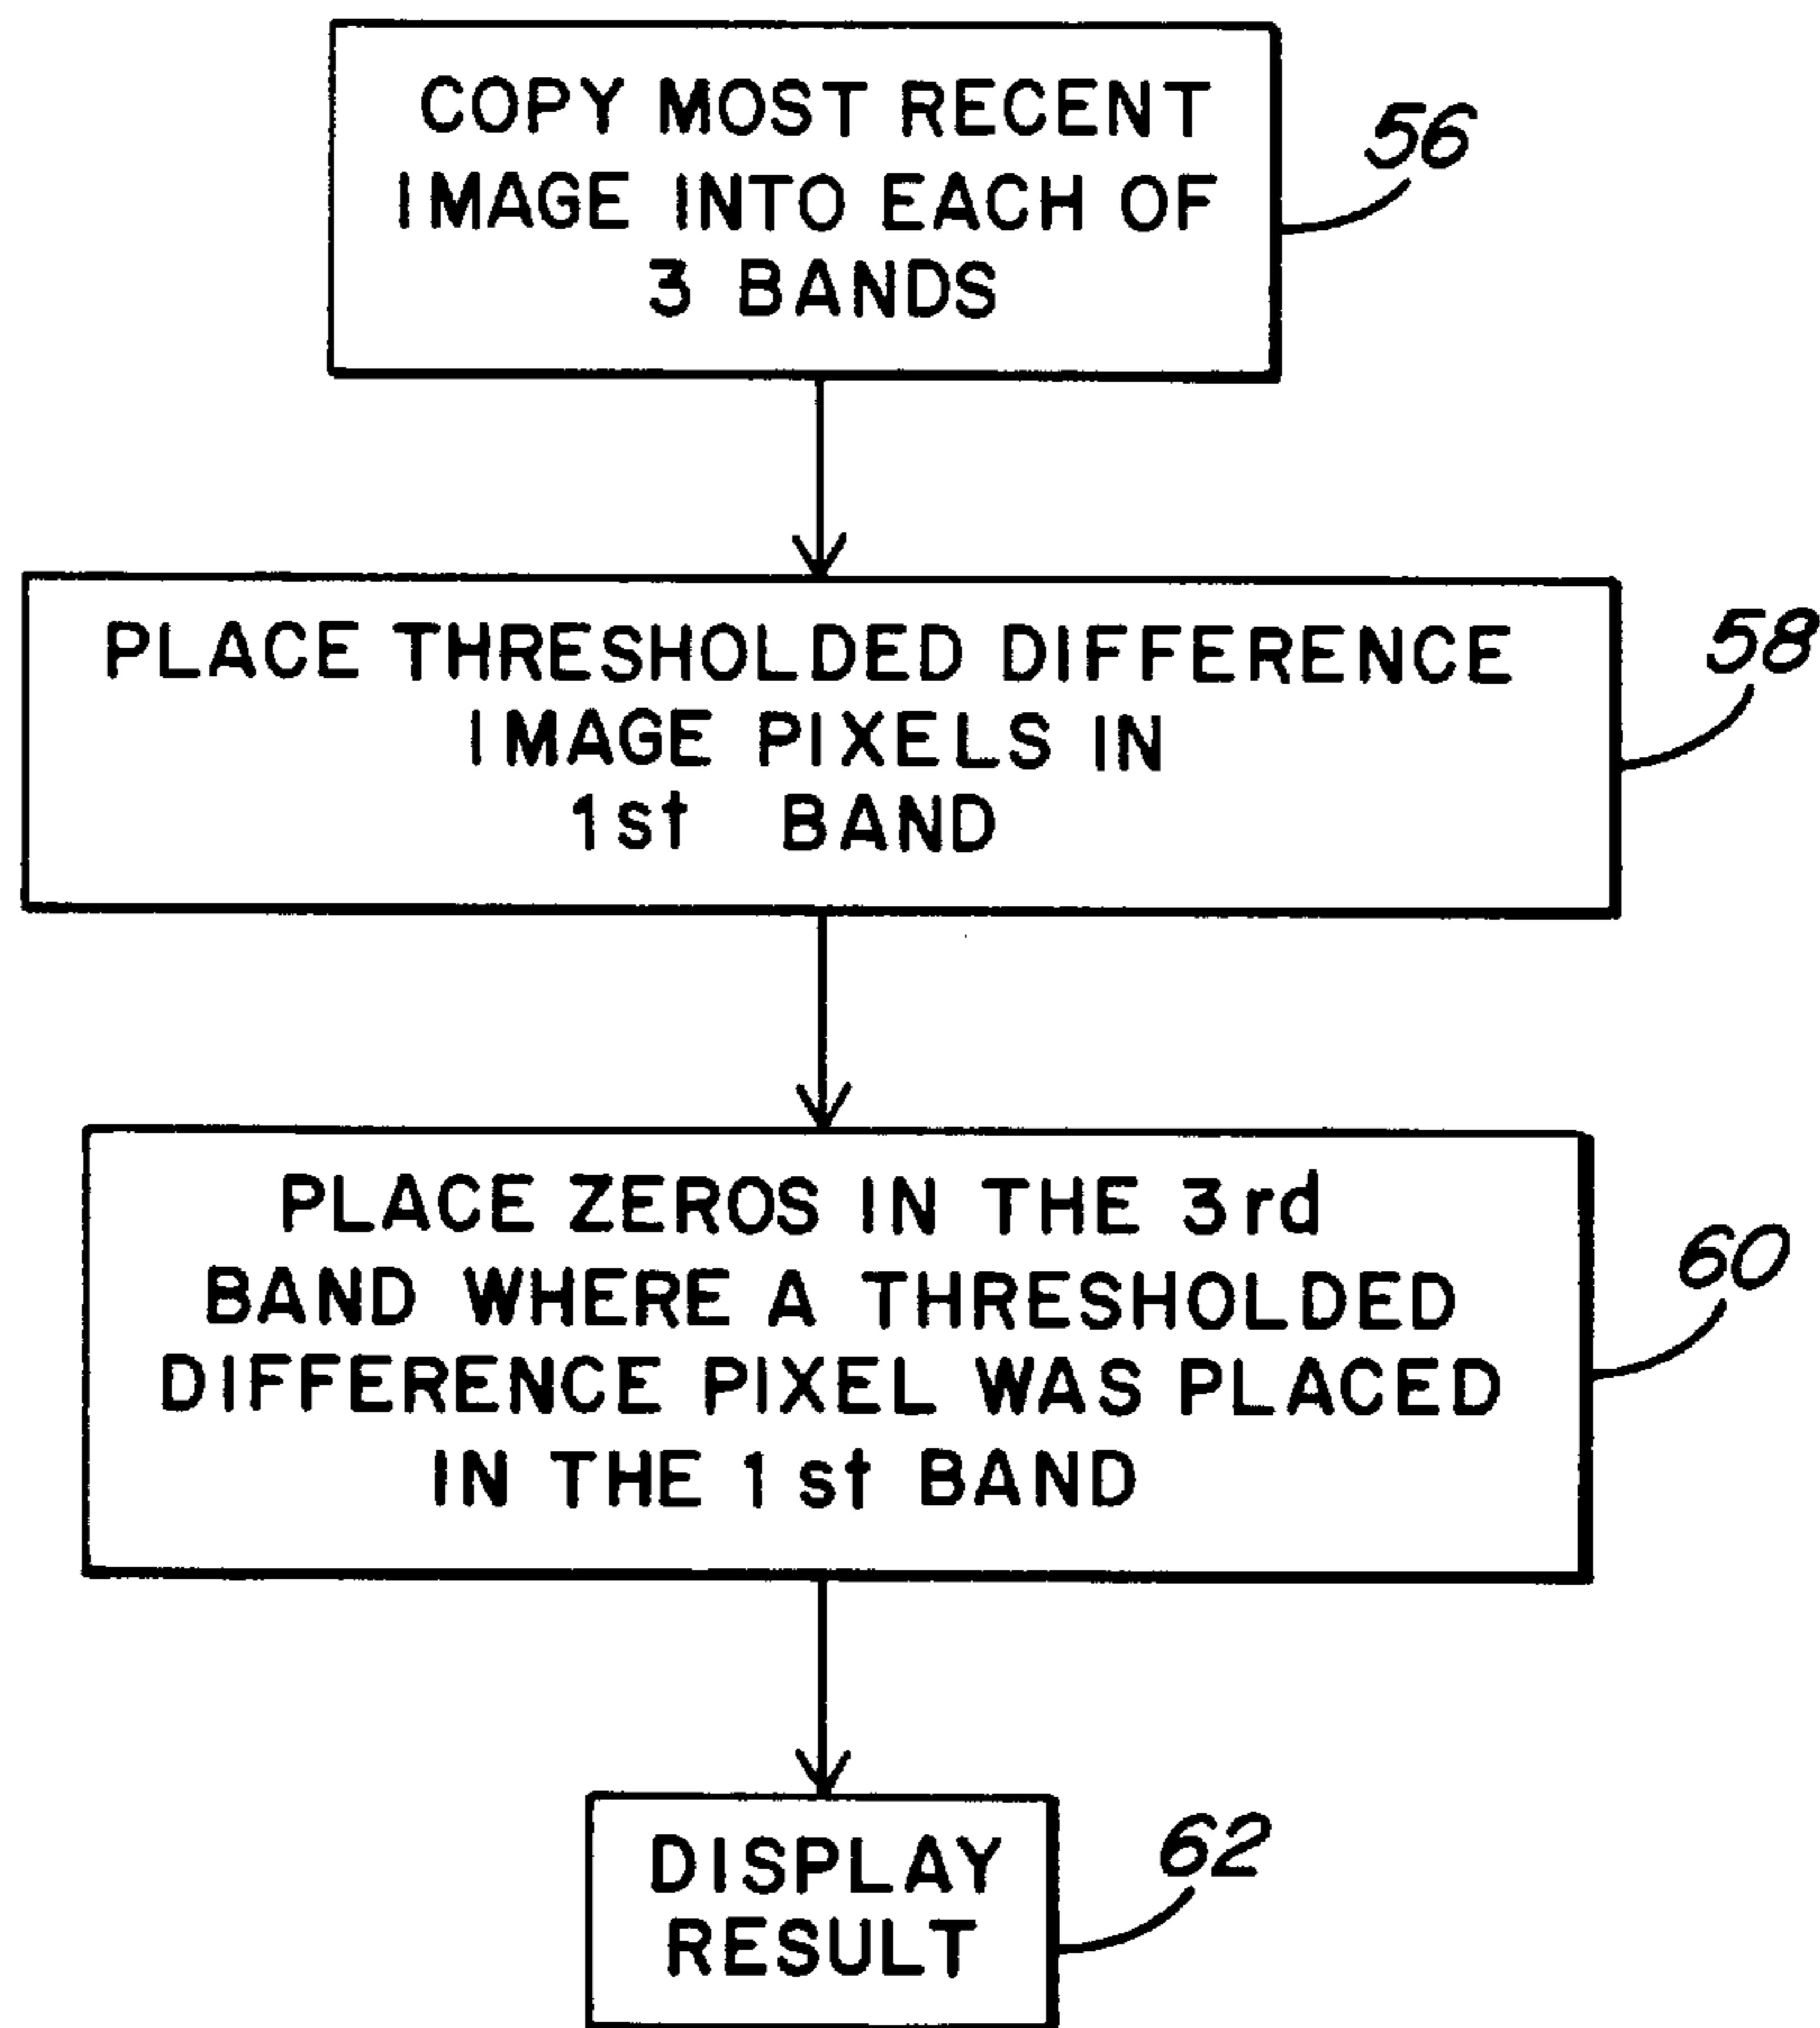 COPY MOST RECENT
IMAGE INTO EACH OF
3 BANDS
56
PLACE THRESHOLDED DIFFERENCE
IMAGE PIXELS IN
1st BAND
58
PLACE ZEROS IN THE 3rd
BAND WHERE A THRESHOLDED
DIFFERENCE PIXEL WAS PLACED
IN THE 1st BAND
60
DISPLAY
RESULT
62